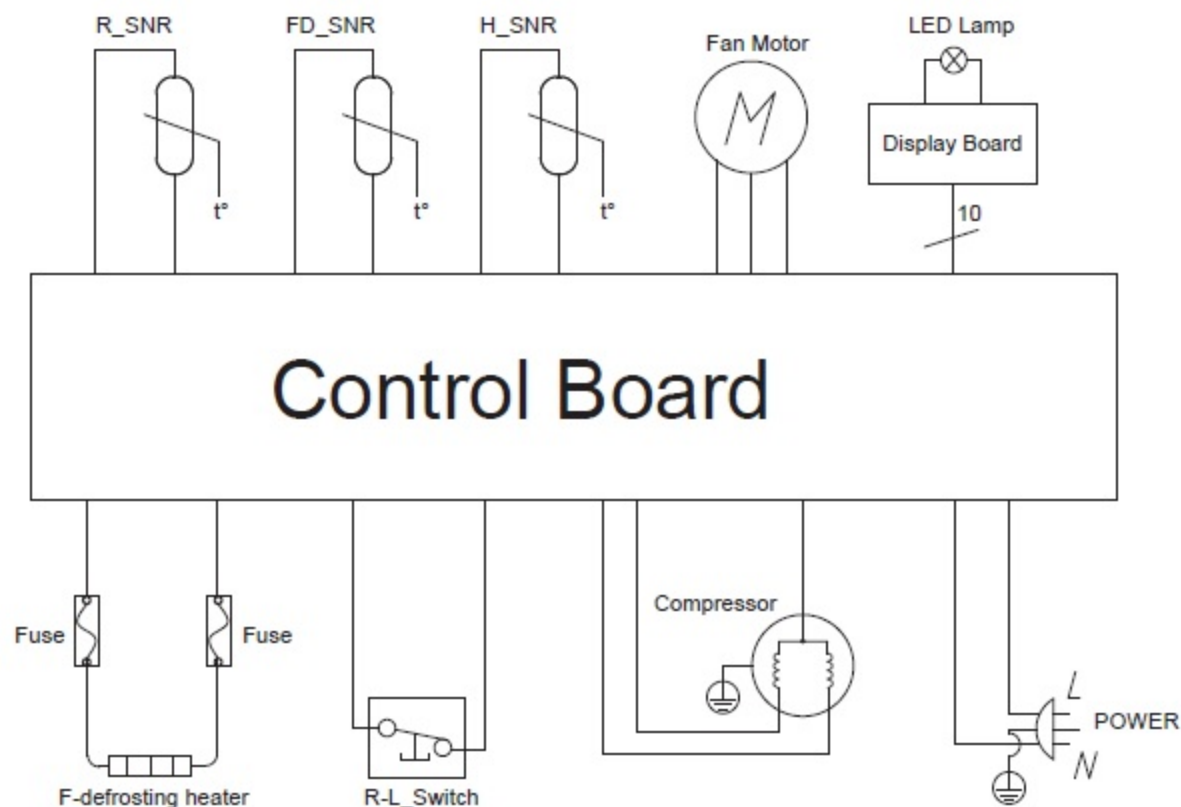 R_SNR
FD_SNR
H_SNR
Fan Motor
LED Lamp
M
Display Board
t°
t°
t°
10
Control Board
Fuse
Fuse
Compressor
L
POWER
N
F-defrosting heater
R-L_Switch